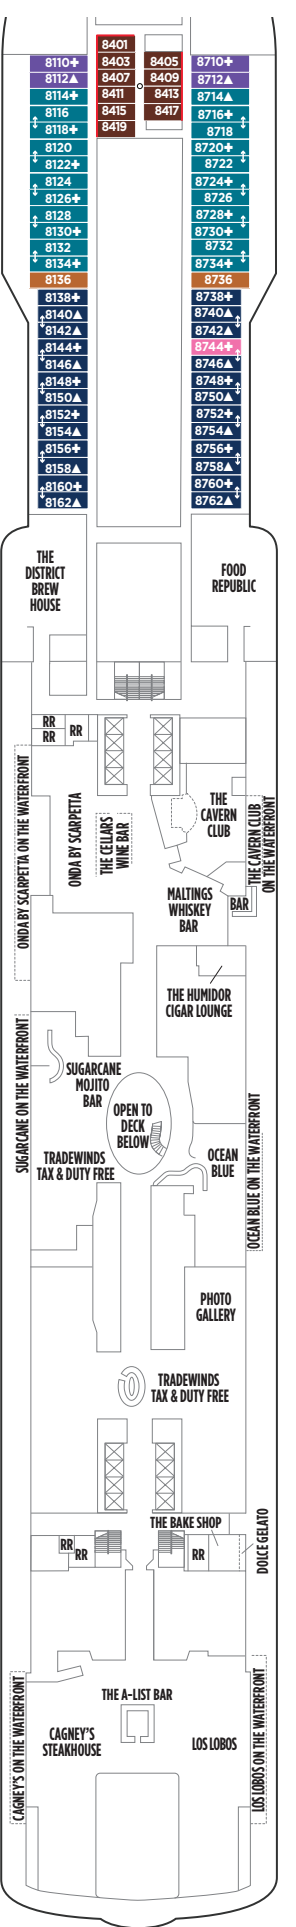 8401
8403
8407
8411
8415
8419
8405
8409
8413
8417
8110✚
8112▲
8114✚
8116
8118✚
8120
8122✚
8124
8126✚
8128
8130✚
8132
8134✚
8136
8138✚
8140▲
8142▲
8144✚
8146▲
8148✚
8150▲
8152✚
8154▲
8156✚
8158▲
8160✚
8162▲
8710✚
8712▲
8714▲
8716✚
8718
8720✚
8722
8724✚
8726
8728✚
8730✚
8732
8734✚
8736
8738✚
8740▲
8742▲
8744✚
8746▲
8748✚
8750▲
8752✚
8754▲
8756✚
8758▲
8760✚
8762▲
THE
DISTRICT
BREW
HOUSE
FOOD
REPUBLIC
RR
RR
RR
ONDA BY SCARPETTA ON THE WATERFRONT
ONDA BY SCARPETTA
THE CELLARS
WINE BAR
THE
CAVERN
CLUB
THE CAVERN CLUB
ON THE WATERFRONT
MALTINGS
WHISKEY
BAR
BAR
THE HUMIDOR
CIGAR LOUNGE
SUGARCANE ON THE WATERFRONT
SUGARCANE
MOJITO
BAR
OPEN TO
DECK
BELOW
TRADEWINDS
TAX & DUTY FREE
OCEAN
BLUE
OCEAN BLUE ON THE WATERFRONT
PHOTO
GALLERY
TRADEWINDS
TAX & DUTY FREE
THE BAKE SHOP
DOLCE GELATO
RR
RR
RR
CAGNEY'S ON THE WATERFRONT
THE A-LIST BAR
CAGNEY'S
STEAKHOUSE
LOS LOBOS
LOS LOBOS ON THE WATERFRONT